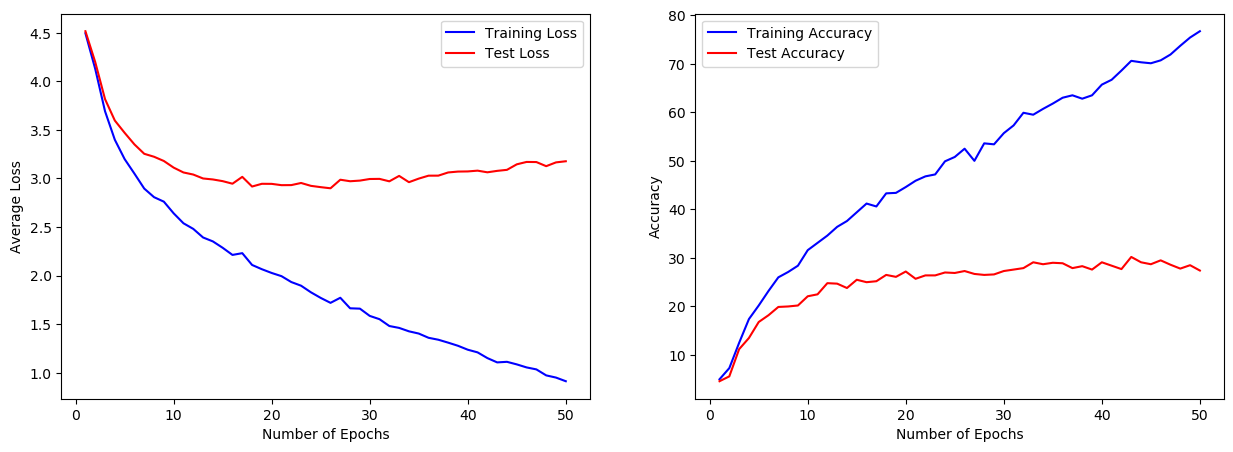 Training Loss
Test Loss
4.5
4.0
3.5
3.0
2.5
2.0
1.5
1.0
Average Loss
0 10 20 30 40 50
Number of Epochs
Training Accuracy
Test Accuracy
80
70
60
50
40
30
20
10
Accuracy
0 10 20 30 40 50
Number of Epochs